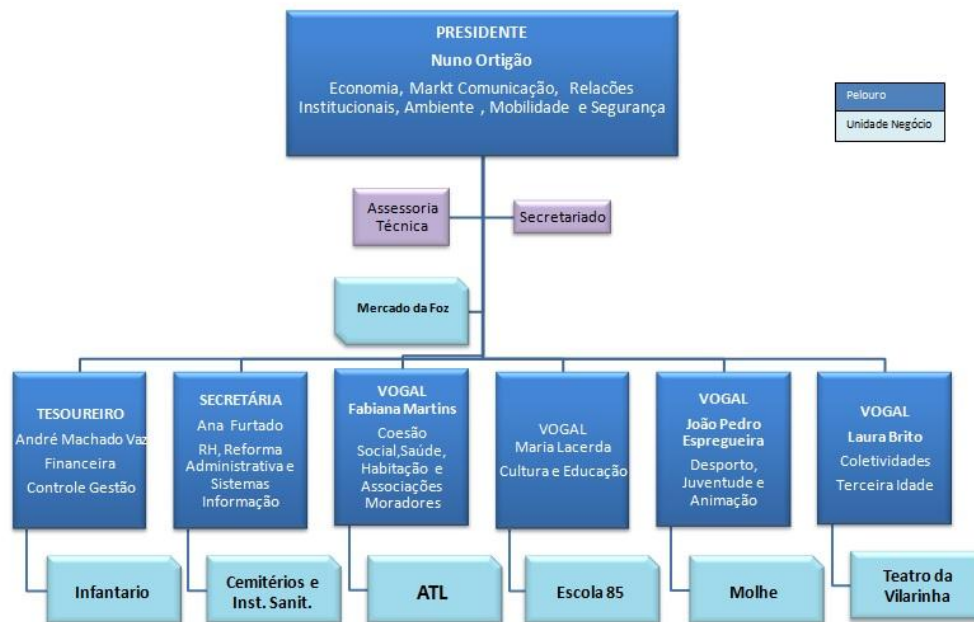 PRESIDENTE
Nuno Ortigão
Economia, Markt Comunicação, Relacões
Institucionais, Ambiente , Mobilidade e Segurança
Pelouro
Unidade Negócio
Assessoria
Técnica
Secretariado
Mercado da Foz
TESOUREIRO
André Machado Vaz
Financeira
Controle Gestão
SECRETÁRIA
Ana Furtado
RH, Reforma
Administrativa e
Sistemas
Informação
VOGAL
Fabiana Martins
Coesão
Social,Saúde,
Habitação e
Associações
Moradores
VOGAL
Maria Lacerda
Cultura e Educação
VOGAL
João Pedro
Espregueira
Desporto,
Juventude e
Animação
VOGAL
Laura Brito
Coletividades
Terceira Idade
Infantario
Cemitérios e
Inst. Sanit.
ATL
Escola 85
Molhe
Teatro da
Vilarinha